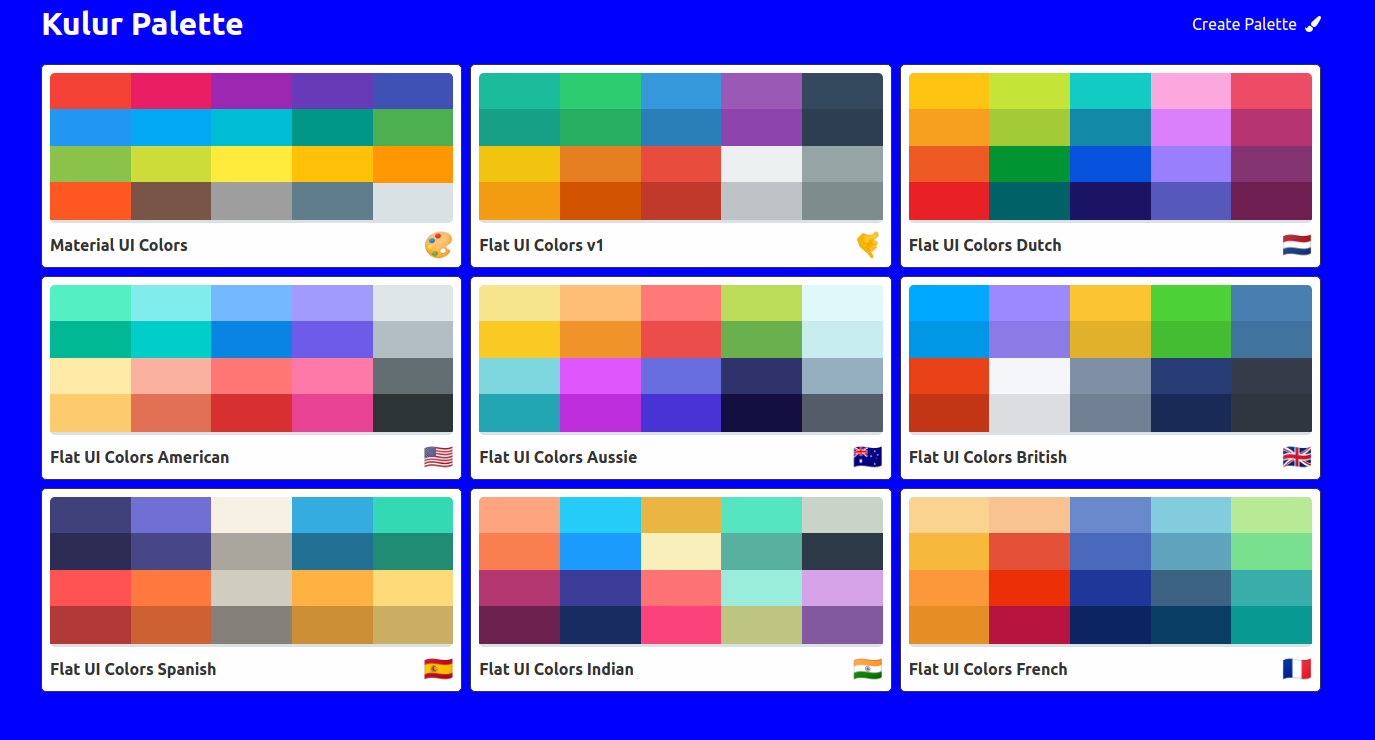 Kulur Palette
Create Palette
Material UI Colors
Flat UI Colors v1
Flat UI Colors Dutch
Flat UI Colors American
Flat UI Colors Aussie
Flat UI Colors British
Flat UI Colors Spanish
Flat UI Colors Indian
Flat UI Colors French